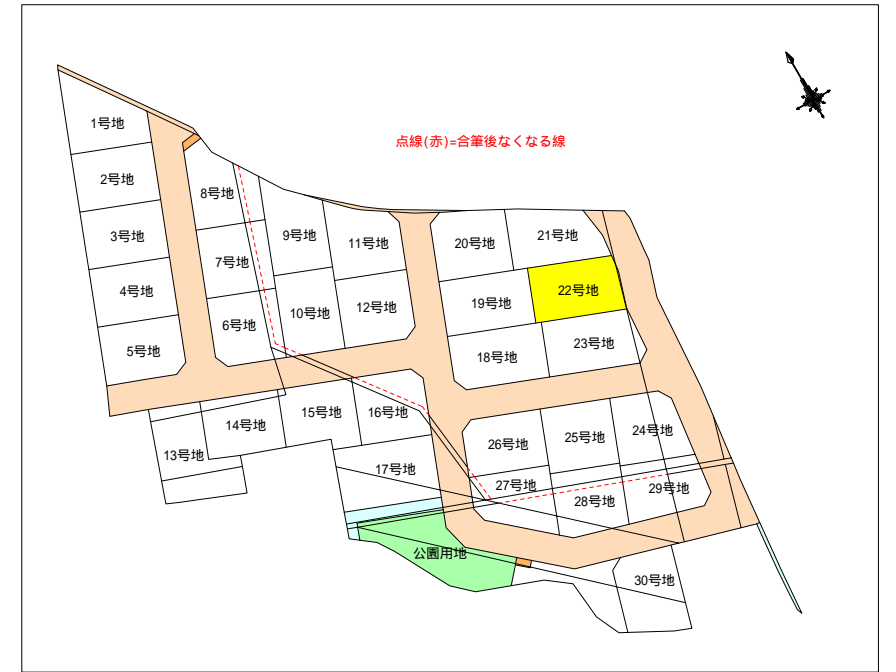 点線(赤)=合筆後なくなる線
1号地
2号地
3号地
4号地
5号地
8号地
7号地
6号地
9号地
10号地
11号地
12号地
20号地
21号地
19号地
22号地
18号地
23号地
13号地
14号地
15号地
16号地
17号地
26号地
25号地
24号地
27号地
28号地
29号地
公園用地
30号地